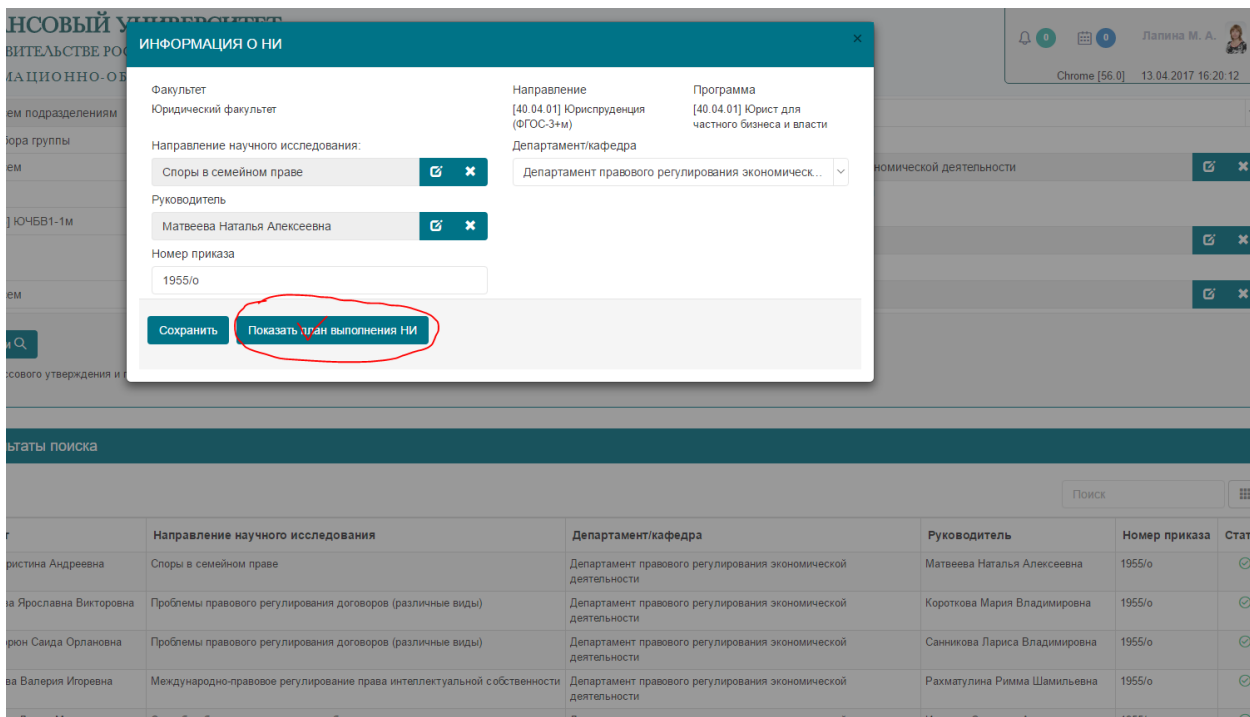 НСОВЫЙ УНИВЕРСИТЕТ
ВИТЕЛЬСТВЕ РОС
МАЦИОННО-ОБ
0
0
Лапина М. А.
Chrome [56.0] 13.04.2017 16:20:12
ИНФОРМАЦИЯ О НИ
×
Факультет
Юридический факультет
Направление
[40.04.01] Юриспруденция
(ФГОС-3+м)
Программа
[40.04.01] Юрист для
частного бизнеса и власти
Направление научного исследования:
Споры в семейном праве
Департамент/кафедра
Департамент правового регулирования экономическ...
Руководитель
Матвеева Наталья Алексеевна
Номер приказа
1955/о
Сохранить
Показать план выполнения НИ
ем подразделениям
бора группы
ем
] ЮЧБВ1-1м
ем
и
ссового утверждения и п
номической деятельности
ьтаты поиска
Поиск
т Направление научного исследования Департамент/кафедра Руководитель Номер приказа Стат
ристина Андреевна Споры в семейном праве Департамент правового регулирования экономической Матвеева Наталья Алексеевна 1955/о
деятельности
ва Ярославна Викторовна Проблемы правового регулирования договоров (различные виды) Департамент правового регулирования экономической Короткова Мария Владимировна 1955/о
деятельности
рюн Саида Орлановна Проблемы правового регулирования договоров (различные виды) Департамент правового регулирования экономической Санникова Лариса Владимировна 1955/о
деятельности
ва Валерия Игоревна Международно-правовое регулирование права интеллектуальной собственности Департамент правового регулирования экономической Рахматулина Римма Шамильевна 1955/о
деятельности